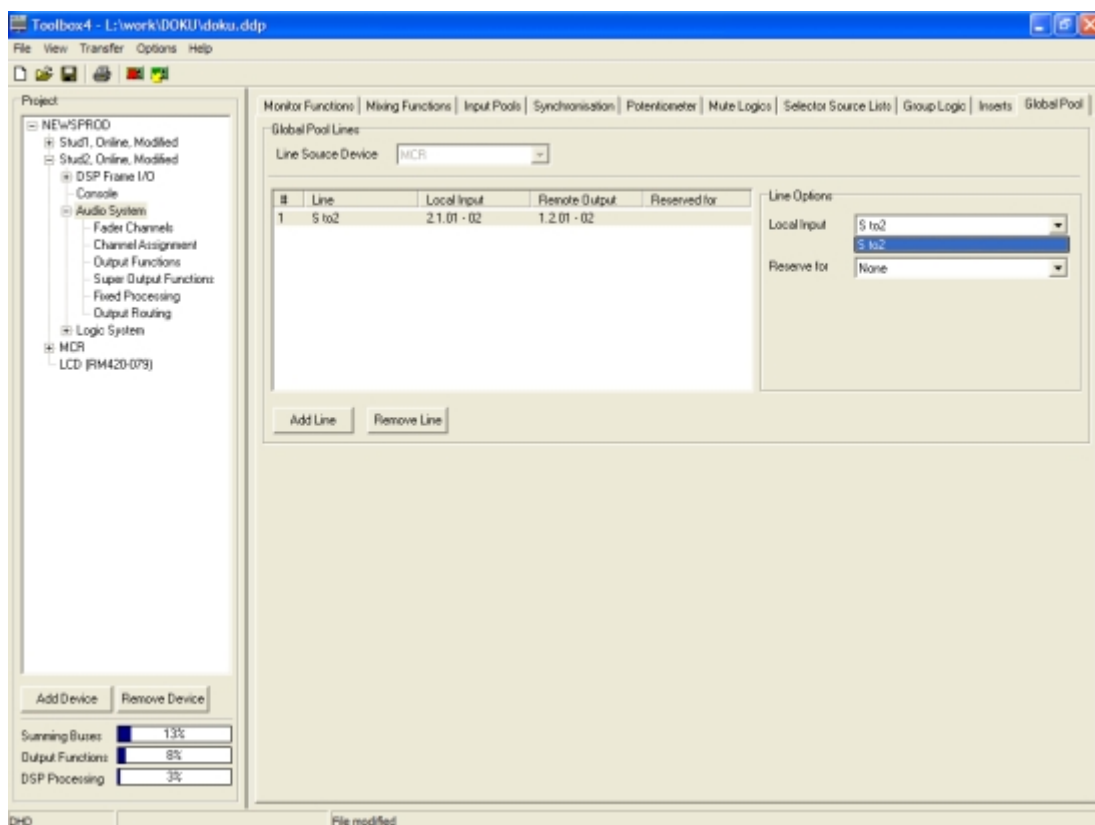 Toolbox4 - L:\work\DOKU\doku.ddp
File View Transfer Options Help
Project
NEWSPROD
Stud1, Online, Modified
Stud2, Online, Modified
DSP Frame I/O
Console
Audio System
Fader Channels
Channel Assignment
Output Functions
Super Output Functions
Fixed Processing
Output Routing
Logic System
MCR
LCD (RM420-079)
Add Device Remove Device
Summing Buses 13%
Output Functions 8%
DSP Processing 3%
Monitor Functions Mixing Functions Input Pools Synchronisation Potentiometer Mute Logics Selector Source Lists Group Logic Inserts Global Pool
Global Pool Lines
Line Source Device MCR
# Line Local Input Remote Output Reserved for
1 S to2 2.1.01 - 02 1.2.01 - 02
Line Options
Local Input S to2
S to2
Reserve for None
Add Line Remove Line
DHD File modified